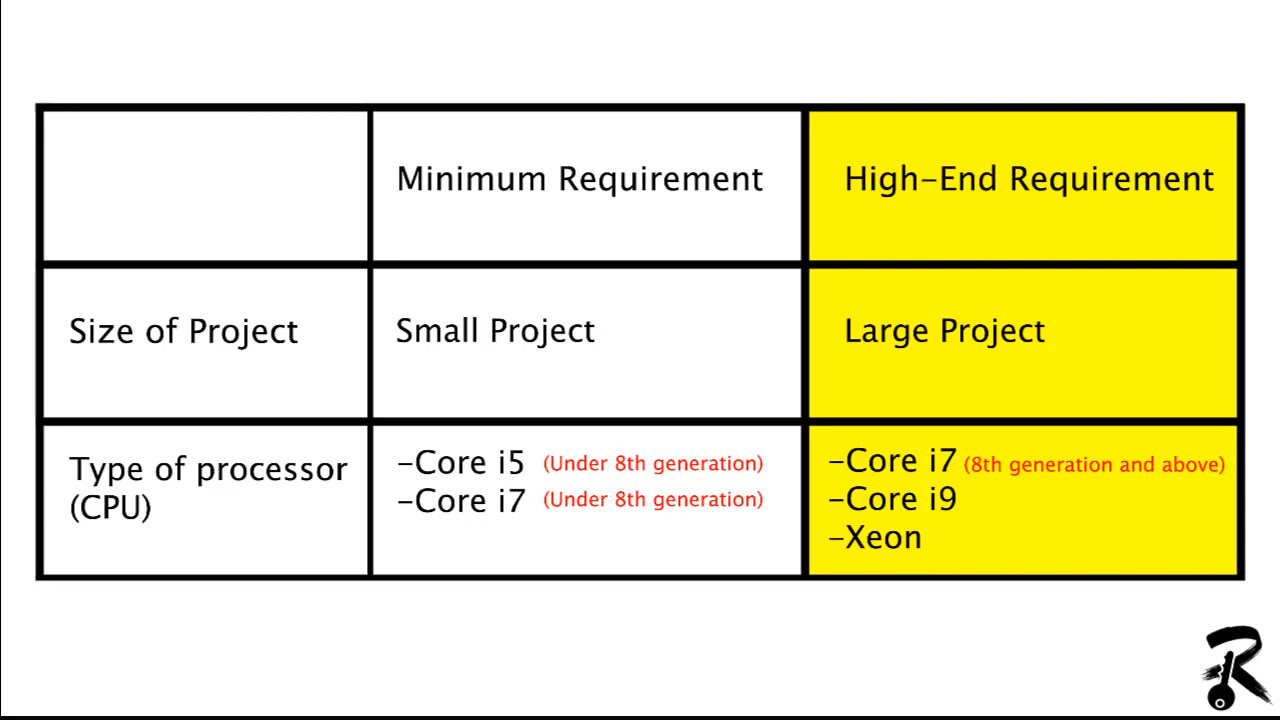 Minimum Requirement
High-End Requirement
Size of Project
Small Project
Large Project
Type of processor
(CPU)
-Core i5 (Under 8th generation)
-Core i7 (Under 8th generation)
-Core i7 (8th generation and above)
-Core i9
-Xeon
R